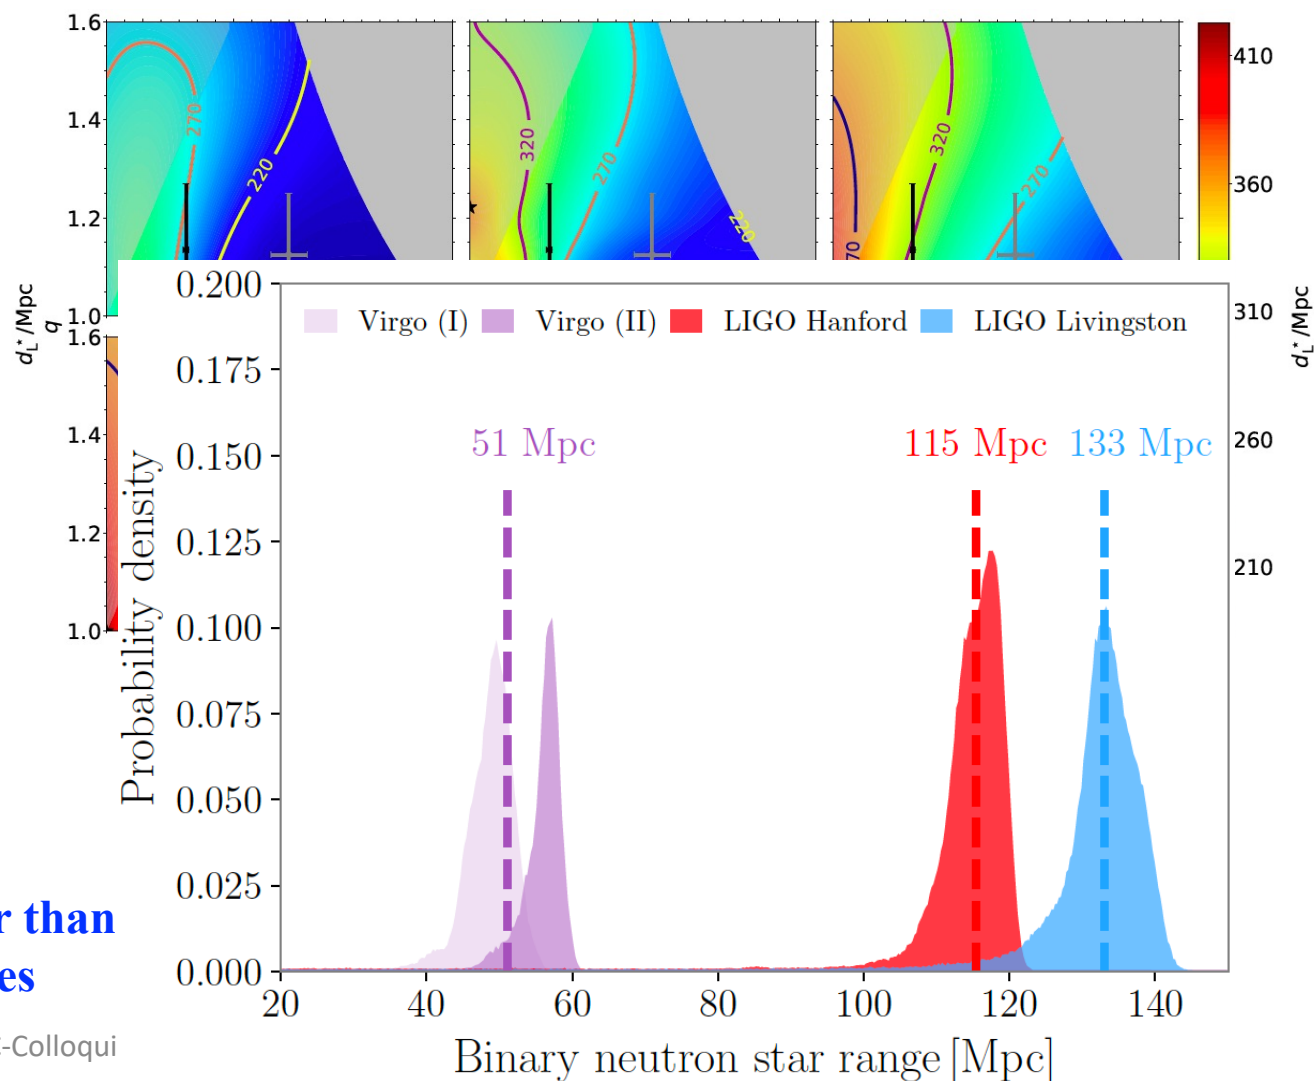 1.6
1.4
1.2
1.0
q
d_L*/Mpc
270
220
320
270
220
70
320
270
410
360
310
260
210
d_L*/Mpc
1.6
1.4
1.2
1.0
0.200
0.175
0.150
0.125
0.100
0.075
0.050
0.025
0.000
Probability density
Virgo (I) Virgo (II) LIGO Hanford LIGO Livingston
51 Mpc 115 Mpc 133 Mpc
20 40 60 80 100 120 140
Binary neutron star range [Mpc]
r than
es
-Colloqui